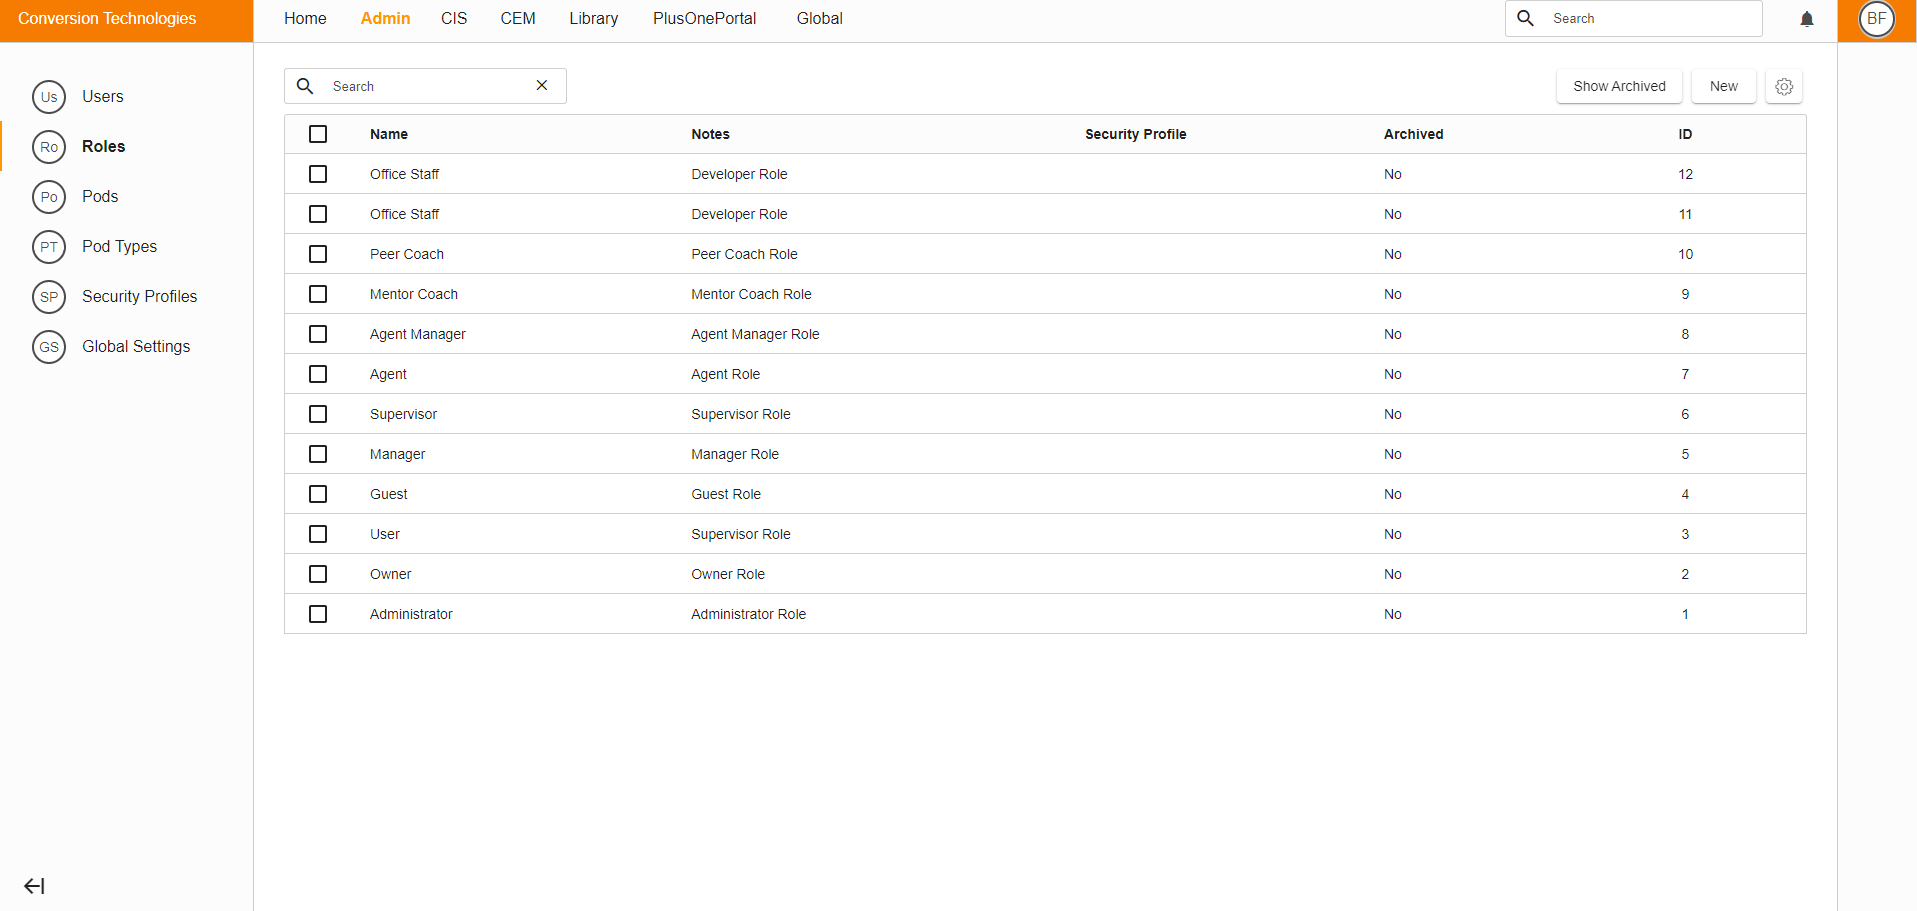 Conversion Technologies Home Admin CIS CEM Library PlusOnePortal Global Search BF
Us Users
Ro Roles
Po Pods
PT Pod Types
SP Security Profiles
GS Global Settings
Search Show Archived New
Name Notes Security Profile Archived ID
Office Staff Developer Role No 12
Office Staff Developer Role No 11
Peer Coach Peer Coach Role No 10
Mentor Coach Mentor Coach Role No 9
Agent Manager Agent Manager Role No 8
Agent Agent Role No 7
Supervisor Supervisor Role No 6
Manager Manager Role No 5
Guest Guest Role No 4
User Supervisor Role No 3
Owner Owner Role No 2
Administrator Administrator Role No 1